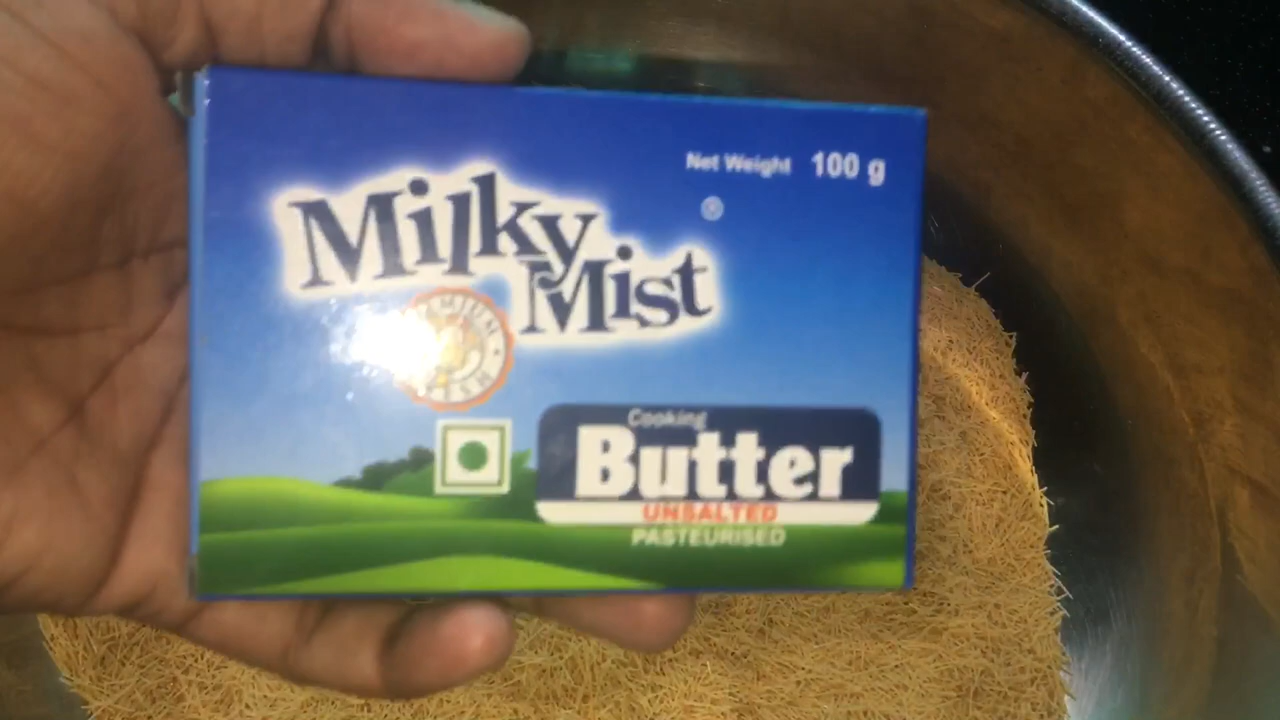 Net Weight 100 g
®
Milky
Mist
Cooking
Butter
UNSALTED
PASTEURISED